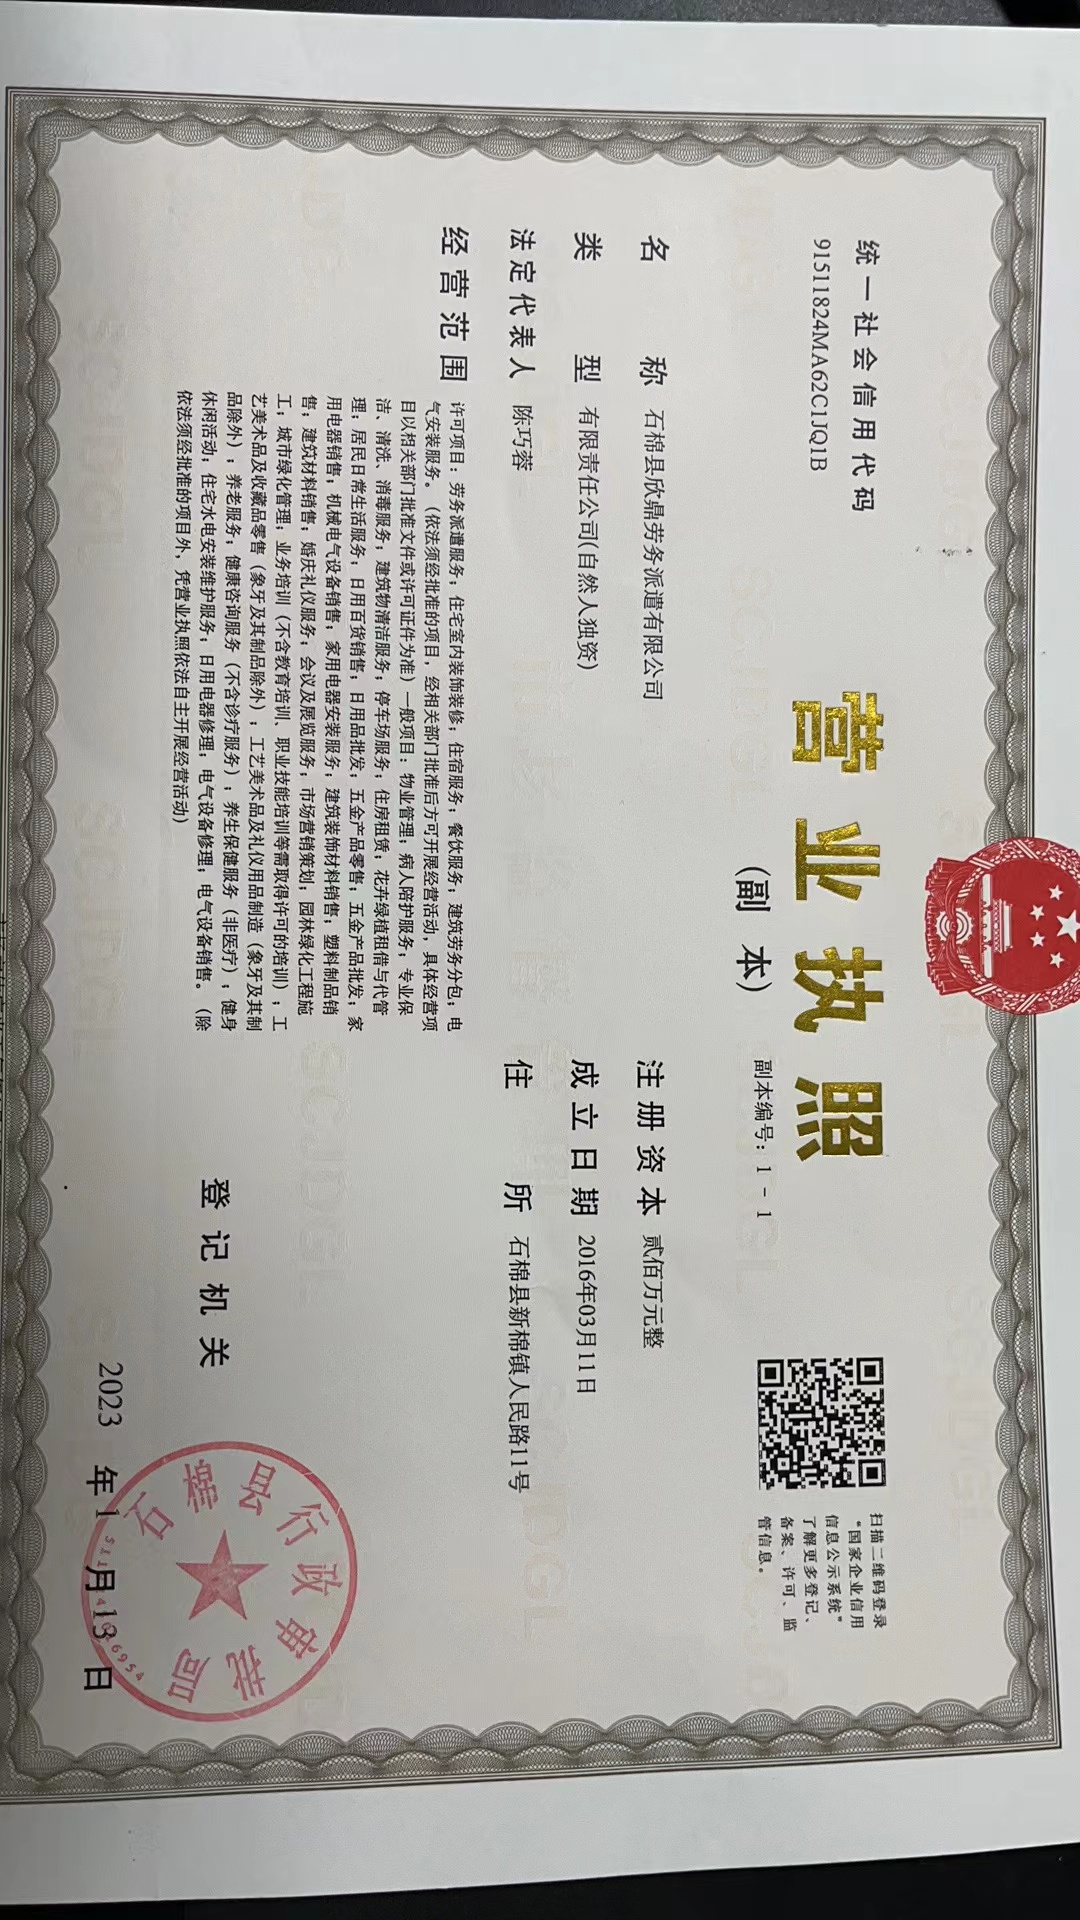 统一社会信用代码
91511824MA62C1JQ1B
营业执照
(副本)
副本编号：1-1
扫描二维码登录
“国家企业信用
信息公示系统”
了解更多登记、
备案、许可、监
管信息。
名称 石棉县欣鼎劳务派遣有限公司
类型 有限责任公司(自然人独资)
法定代表人 陈巧蓉
经营范围 许可项目：劳务派遣服务；住宅室内装饰装修；住宿服务；餐饮服务；建筑劳务分包；电
气安装服务。（依法须经批准的项目，经相关部门批准后方可开展经营活动，具体经营项
目以相关部门批准文件或许可证件为准）一般项目：物业管理；病人陪护服务；专业保
洁、清洗、消毒服务；建筑物清洁服务；停车场服务；住房租赁；花卉绿植租借与代管
理；居民日常生活服务；日用百货销售；日用品批发；五金产品零售；五金产品批发；家
用电器销售；机械电气设备销售；家用电器安装服务；建筑装饰材料销售；塑料制品销
售；建筑材料销售；婚庆礼仪服务；会议及展览服务；市场营销策划；园林绿化工程施
工；城市绿化管理；业务培训（不含教育培训、职业技能培训等需取得许可的培训）；工
艺美术品及收藏品零售（象牙及其制品除外）；工艺美术品及礼仪用品制造（象牙及其制
品除外）；养老服务；健康咨询服务（不含诊疗服务）；养生保健服务（非医疗）；健身
休闲活动；住宅水电安装维护服务；日用电器修理；电气设备修理；电气设备销售。（除
依法须经批准的项目外，凭营业执照依法自主开展经营活动）
注册资本 贰佰万元整
成立日期 2016年03月11日
住所 石棉县新棉镇人民路11号
登记机关
石棉县行政审批局
2023年1月13日